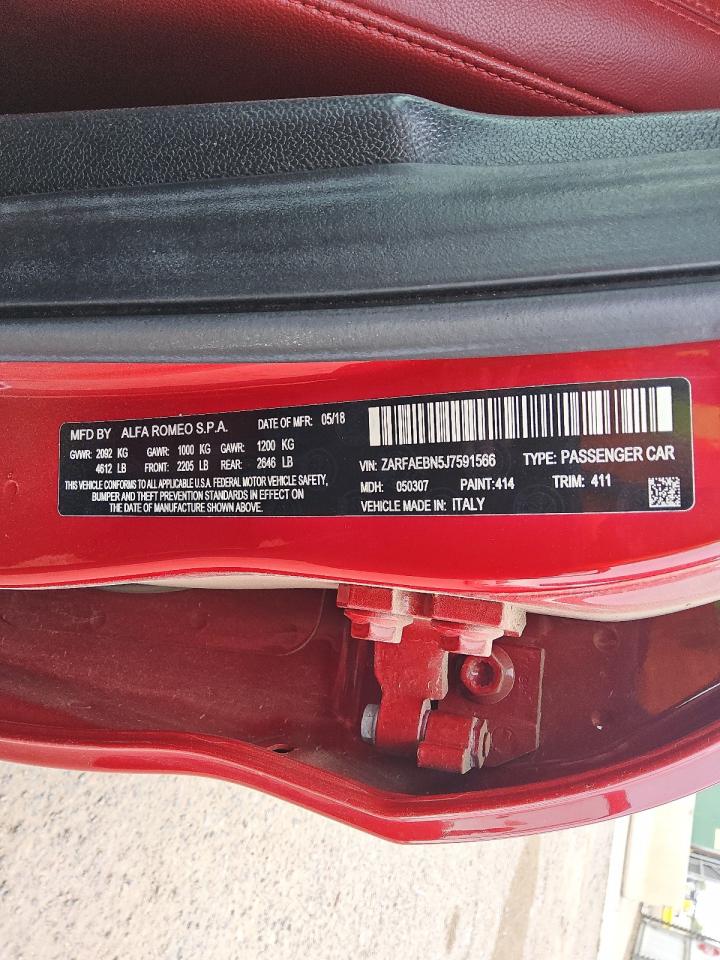 MFD BY ALFA ROMEO S.P.A. DATE OF MFR: 05/18
GVWR: 2092 KG GAWR: 1000 KG GAWR: 1200 KG
4612 LB FRONT: 2205 LB REAR: 2646 LB
THIS VEHICLE CONFORMS TO ALL APPLICABLE U.S.A. FEDERAL MOTOR VEHICLE SAFETY,
BUMPER AND THEFT PREVENTION STANDARDS IN EFFECT ON
THE DATE OF MANUFACTURE SHOWN ABOVE.
VIN: ZARFAEBN5J7591566 TYPE: PASSENGER CAR
MDH: 050307 PAINT:414 TRIM: 411
VEHICLE MADE IN: ITALY